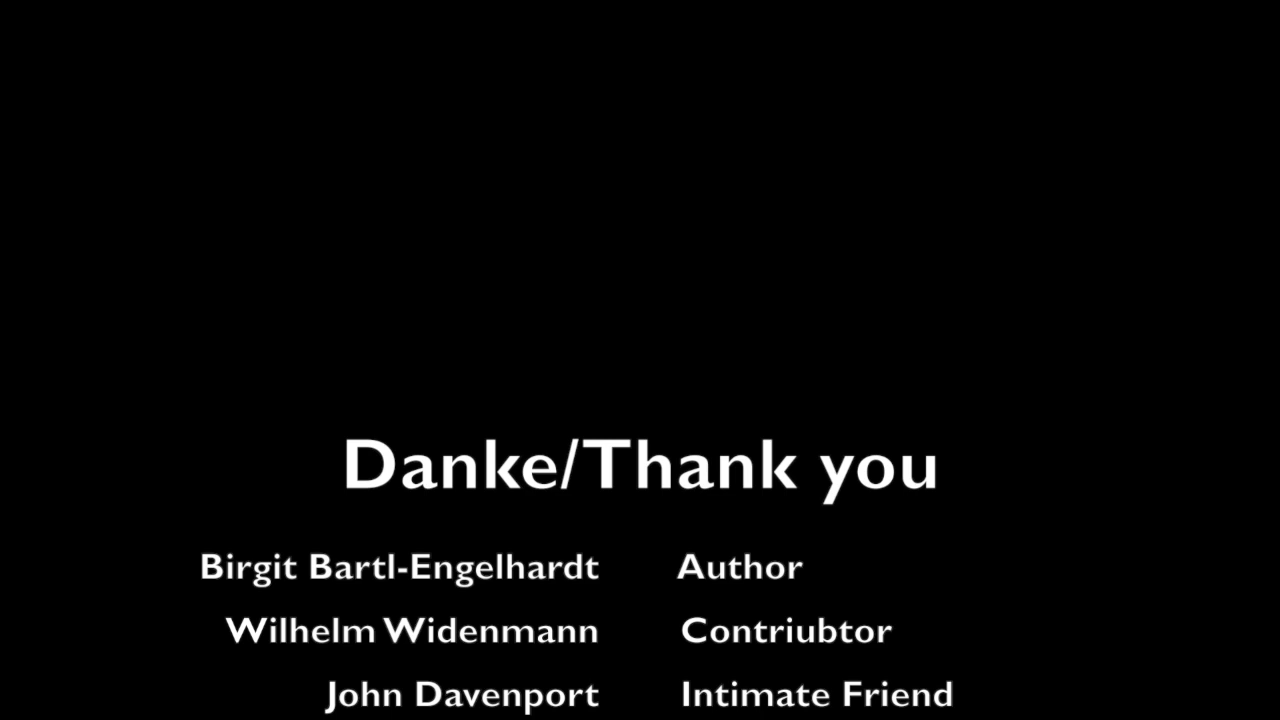 Danke/Thank you
Birgit Bartl-Engelhardt Author
Wilhelm Widenmann Contriubtor
John Davenport Intimate Friend